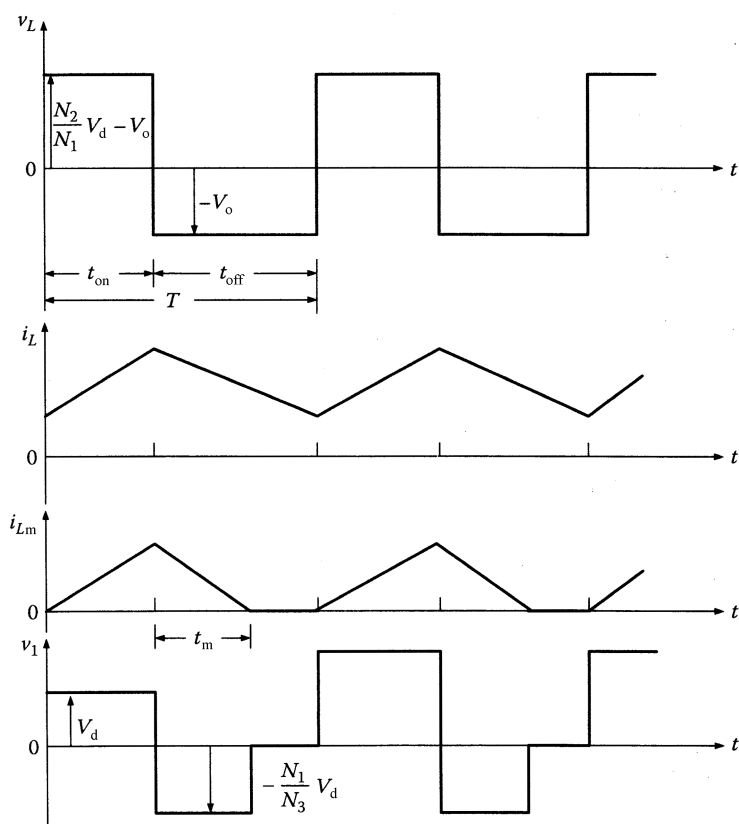 v_L
N_2/N_1 V_d – V_o
0
t
–V_o
t_on
t_off
T
i_L
0
t
i_Lm
0
t
t_m
v_1
V_d
0
t
– N_1/N_3 V_d